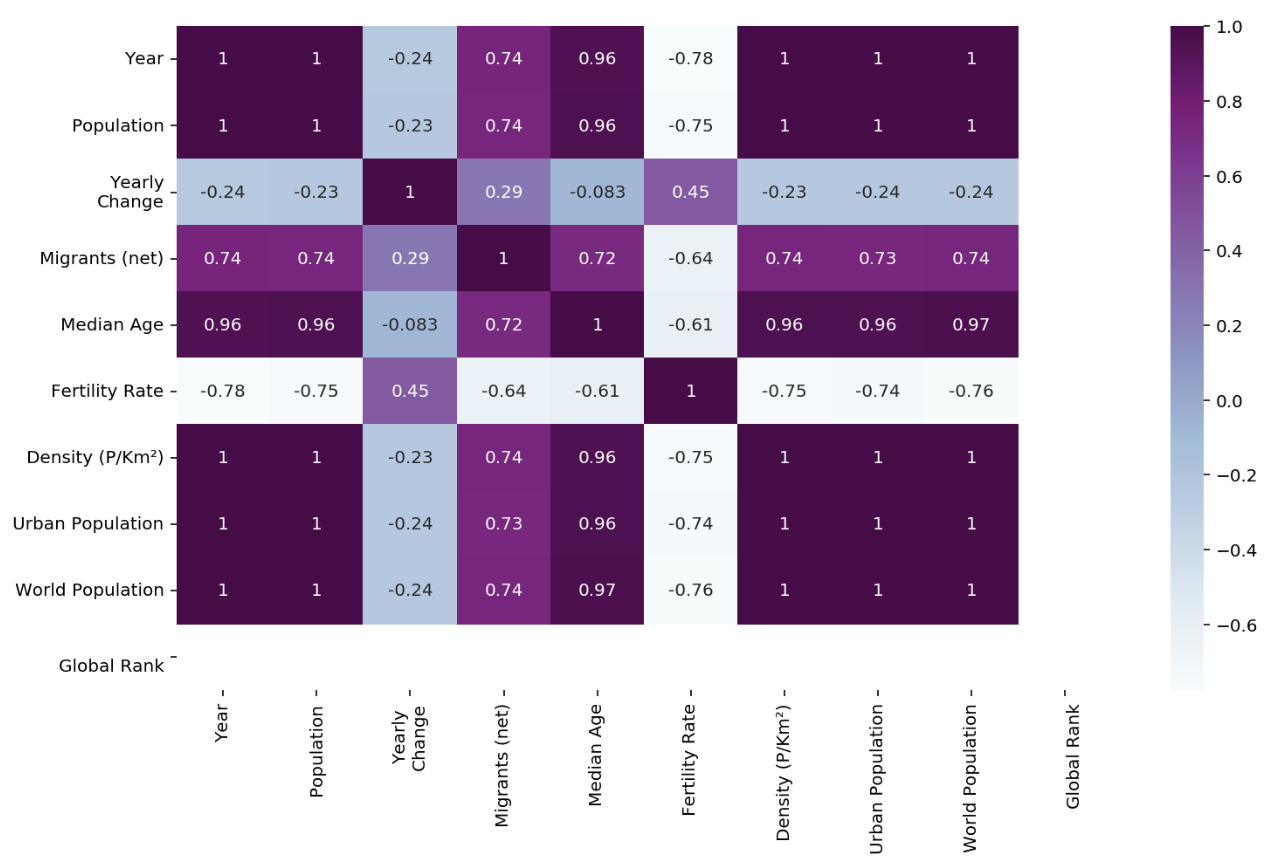 Year 1 1 -0.24 0.74 0.96 -0.78 1 1 1
Population 1 1 -0.23 0.74 0.96 -0.75 1 1 1
Yearly
Change -0.24 -0.23 1 0.29 -0.083 0.45 -0.23 -0.24 -0.24
Migrants (net) 0.74 0.74 0.29 1 0.72 -0.64 0.74 0.73 0.74
Median Age 0.96 0.96 -0.083 0.72 1 -0.61 0.96 0.96 0.97
Fertility Rate -0.78 -0.75 0.45 -0.64 -0.61 1 -0.75 -0.74 -0.76
Density (P/Km²) 1 1 -0.23 0.74 0.96 -0.75 1 1 1
Urban Population 1 1 -0.24 0.73 0.96 -0.74 1 1 1
World Population 1 1 -0.24 0.74 0.97 -0.76 1 1 1
Global Rank
Year
Population
Yearly
Change
Migrants (net)
Median Age
Fertility Rate
Density (P/Km²)
Urban Population
World Population
Global Rank
1.0
0.8
0.6
0.4
0.2
0.0
−0.2
−0.4
−0.6